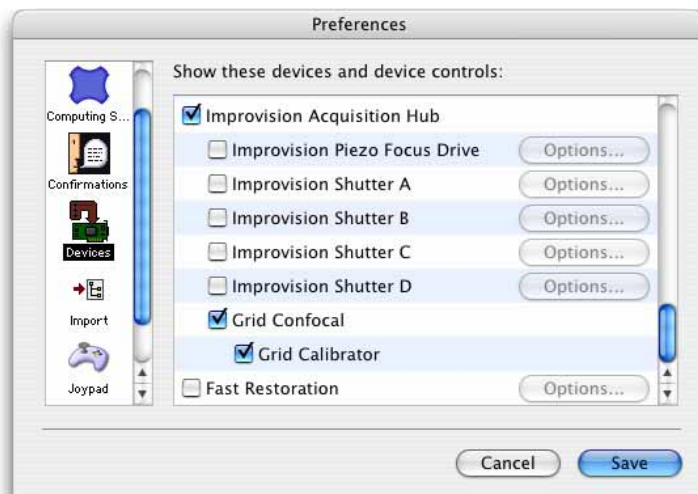 Preferences
Show these devices and device controls:
Computing S...
Confirmations
Devices
Import
Joypad
Improvision Acquisition Hub
Improvision Piezo Focus Drive Options...
Improvision Shutter A Options...
Improvision Shutter B Options...
Improvision Shutter C Options...
Improvision Shutter D Options...
Grid Confocal
Grid Calibrator
Fast Restoration Options...
Cancel Save